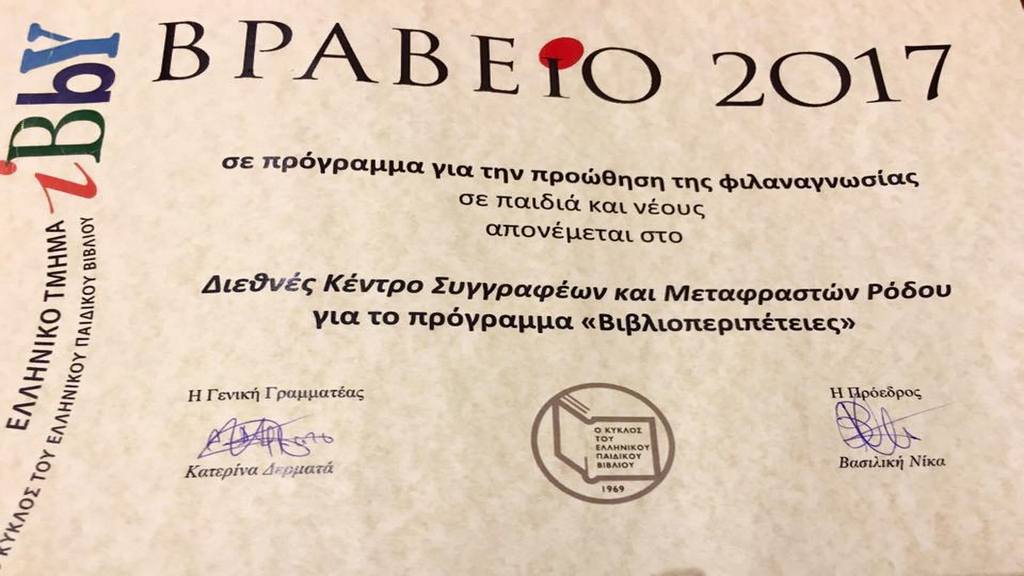 ΒΡΑΒΕΙΟ 2017
σε πρόγραμμα για την προώθηση της φιλαναγνωσίας
σε παιδιά και νέους
απονέμεται στο
Διεθνές Κέντρο Συγγραφέων και Μεταφραστών Ρόδου
για το πρόγραμμα «Βιβλιοπεριπέτειες»
Η Γενική Γραμματέας
Κατερίνα Δερματά
Η Πρόεδρος
Βασιλική Νίκα
Ο ΚΥΚΛΟΣ
ΤΟΥ
ΕΛΛΗΝΙΚΟΥ
ΠΑΙΔΙΚΟΥ
ΒΙΒΛΙΟΥ
1969
iBbY
ΕΛΛΗΝΙΚΟ ΤΜΗΜΑ
ΚΥΚΛΟΣ ΤΟΥ ΕΛΛΗΝΙΚΟΥ ΠΑΙΔΙΚΟΥ ΒΙΒΛΙΟΥ